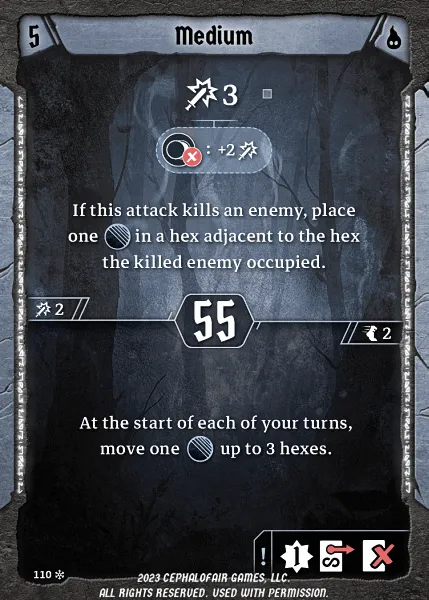 5
Medium
3
: +2
If this attack kills an enemy, place
one in a hex adjacent to the hex
the killed enemy occupied.
2
55
2
At the start of each of your turns,
move one up to 3 hexes.
! 1
110
2023 CEPHALOFAIR GAMES, LLC.
ALL RIGHTS RESERVED. USED WITH PERMISSION.